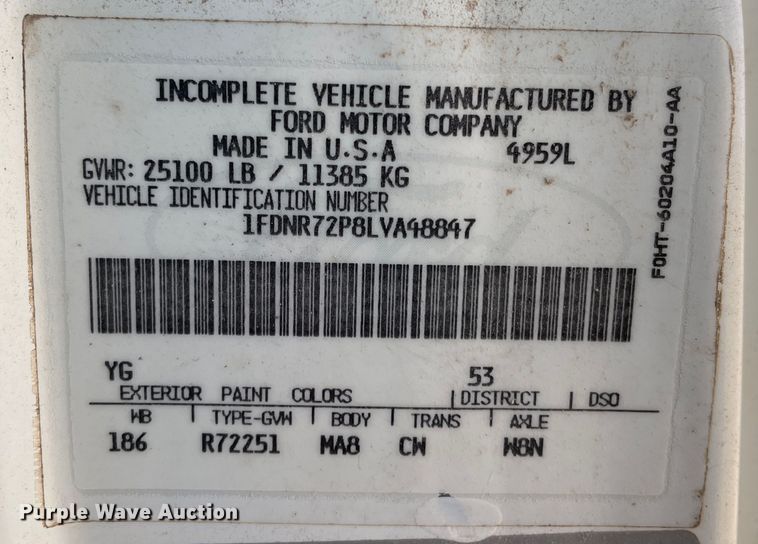 INCOMPLETE VEHICLE MANUFACTURED BY
FORD MOTOR COMPANY
MADE IN U.S.A 4959L
GVWR: 25100 LB / 11385 KG
VEHICLE IDENTIFICATION NUMBER
1FDNR72P8LVA48847
F0HT-60204A10-AA
YG 53
EXTERIOR PAINT COLORS | DISTRICT | DSO
WB | TYPE-GVW | BODY | TRANS | AXLE
186 R72251 MA8 CW W8N
Purple Wave Auction